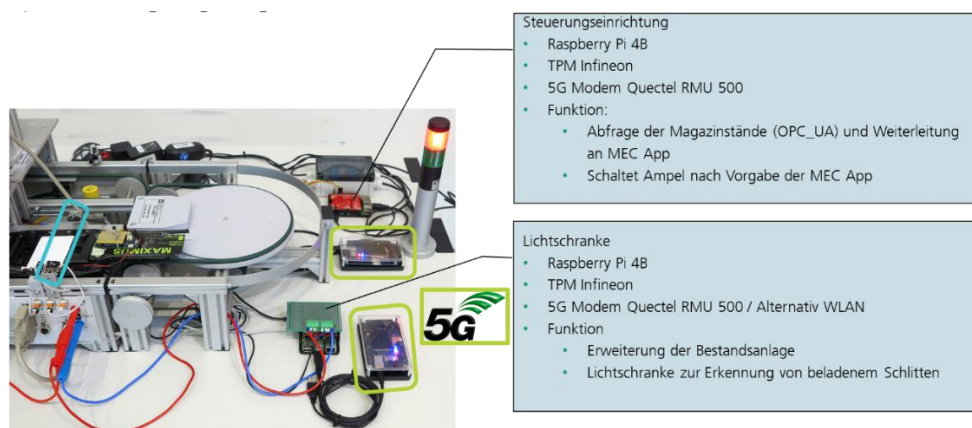 Steuerungseinrichtung
• Raspberry Pi 4B
• TPM Infineon
• 5G Modem Quectel RMU 500
• Funktion:
• Abfrage der Magazinstände (OPC_UA) und Weiterleitung
an MEC App
• Schaltet Ampel nach Vorgabe der MEC App
MAXIMUS
5G
Lichtschranke
• Raspberry Pi 4B
• TPM Infineon
• 5G Modem Quectel RMU 500 / Alternativ WLAN
• Funktion
• Erweiterung der Bestandsanlage
• Lichtschranke zur Erkennung von beladenem Schlitten